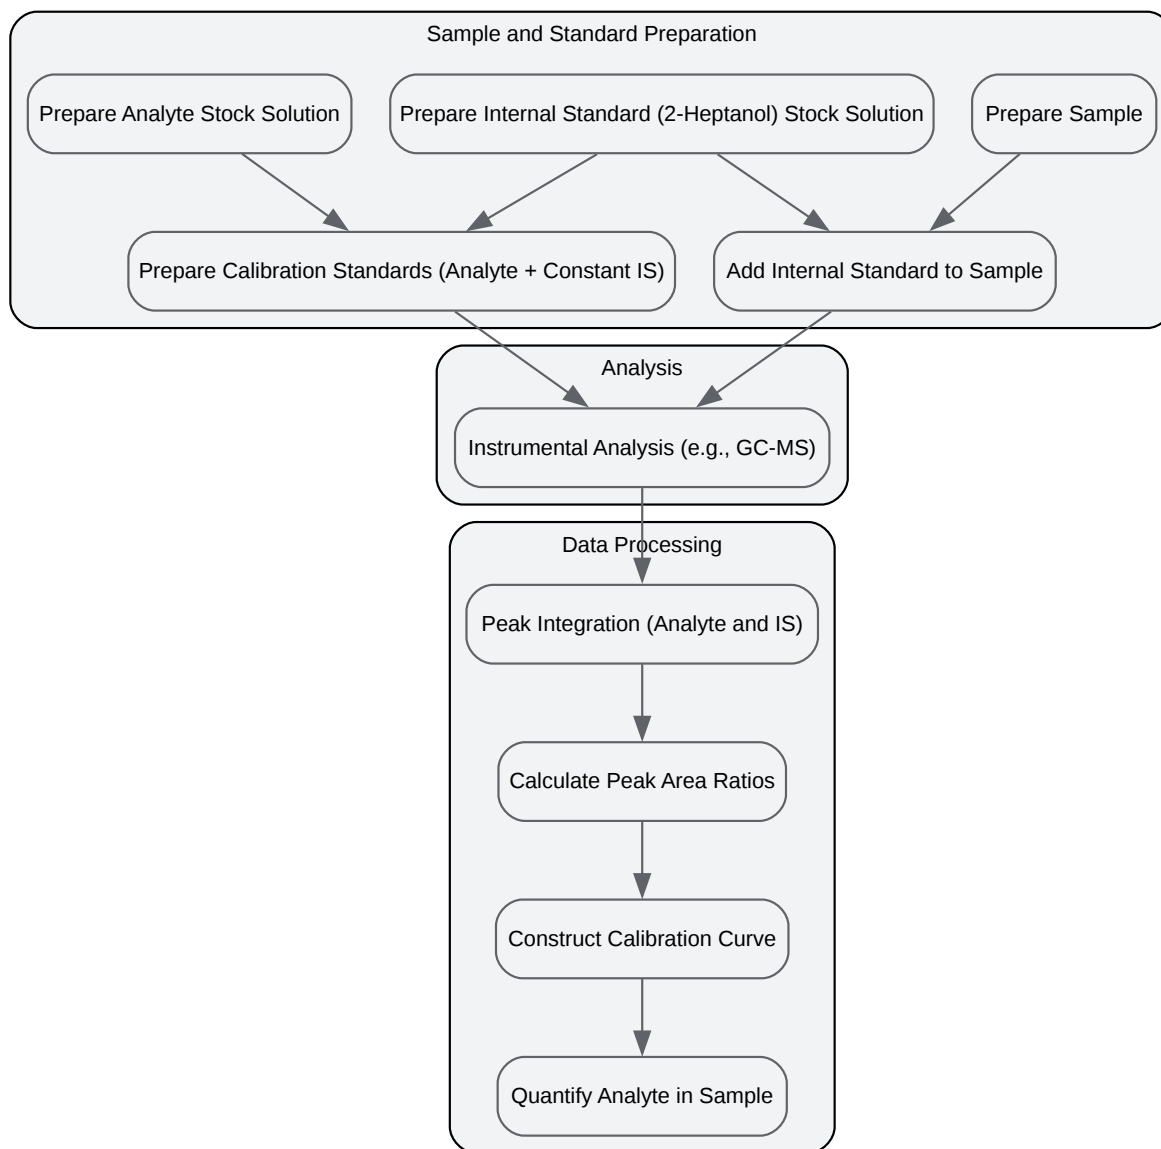 Sample and Standard Preparation
Prepare Analyte Stock Solution
Prepare Internal Standard (2-Heptanol) Stock Solution
Prepare Sample
Prepare Calibration Standards (Analyte + Constant IS)
Add Internal Standard to Sample
Analysis
Instrumental Analysis (e.g., GC-MS)
Data Processing
Peak Integration (Analyte and IS)
Calculate Peak Area Ratios
Construct Calibration Curve
Quantify Analyte in Sample